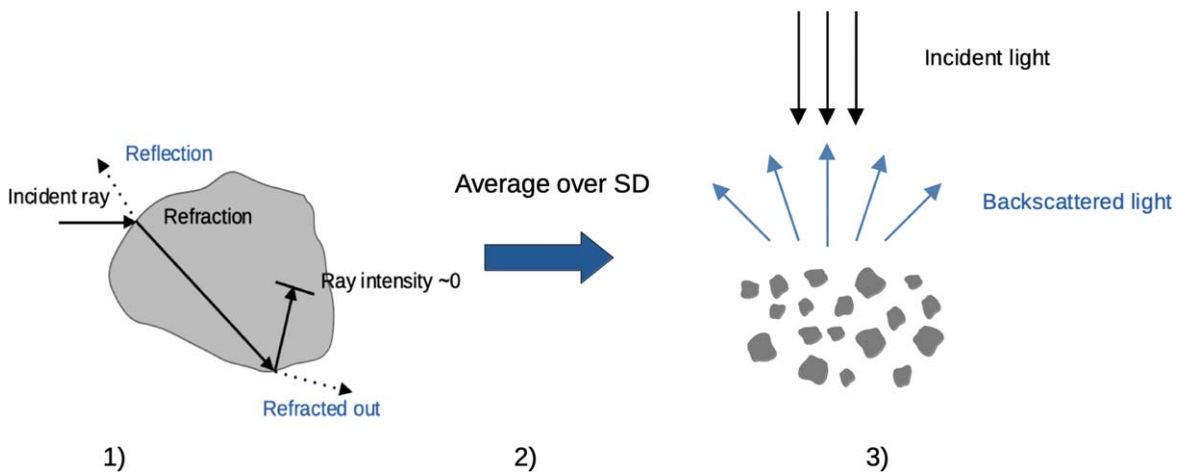 Reflection
Incident ray
Refraction
Ray intensity ~0
Refracted out
1)
Average over SD
2)
Incident light
Backscattered light
3)